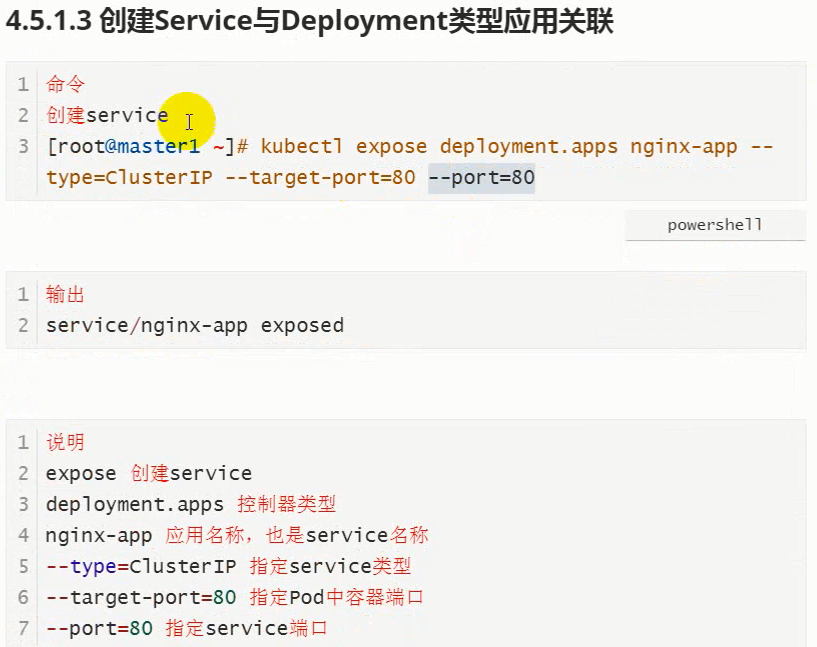 4.5.1.3 创建Service与Deployment类型应用关联
1 命令
2 创建service
3 [root@master1 ~]# kubectl expose deployment.apps nginx-app --
type=ClusterIP --target-port=80 --port=80
powershell
1 输出
2 service/nginx-app exposed
1 说明
2 expose 创建service
3 deployment.apps 控制器类型
4 nginx-app 应用名称，也是service名称
5 --type=ClusterIP 指定service类型
6 --target-port=80 指定Pod中容器端口
7 --port=80 指定service端口